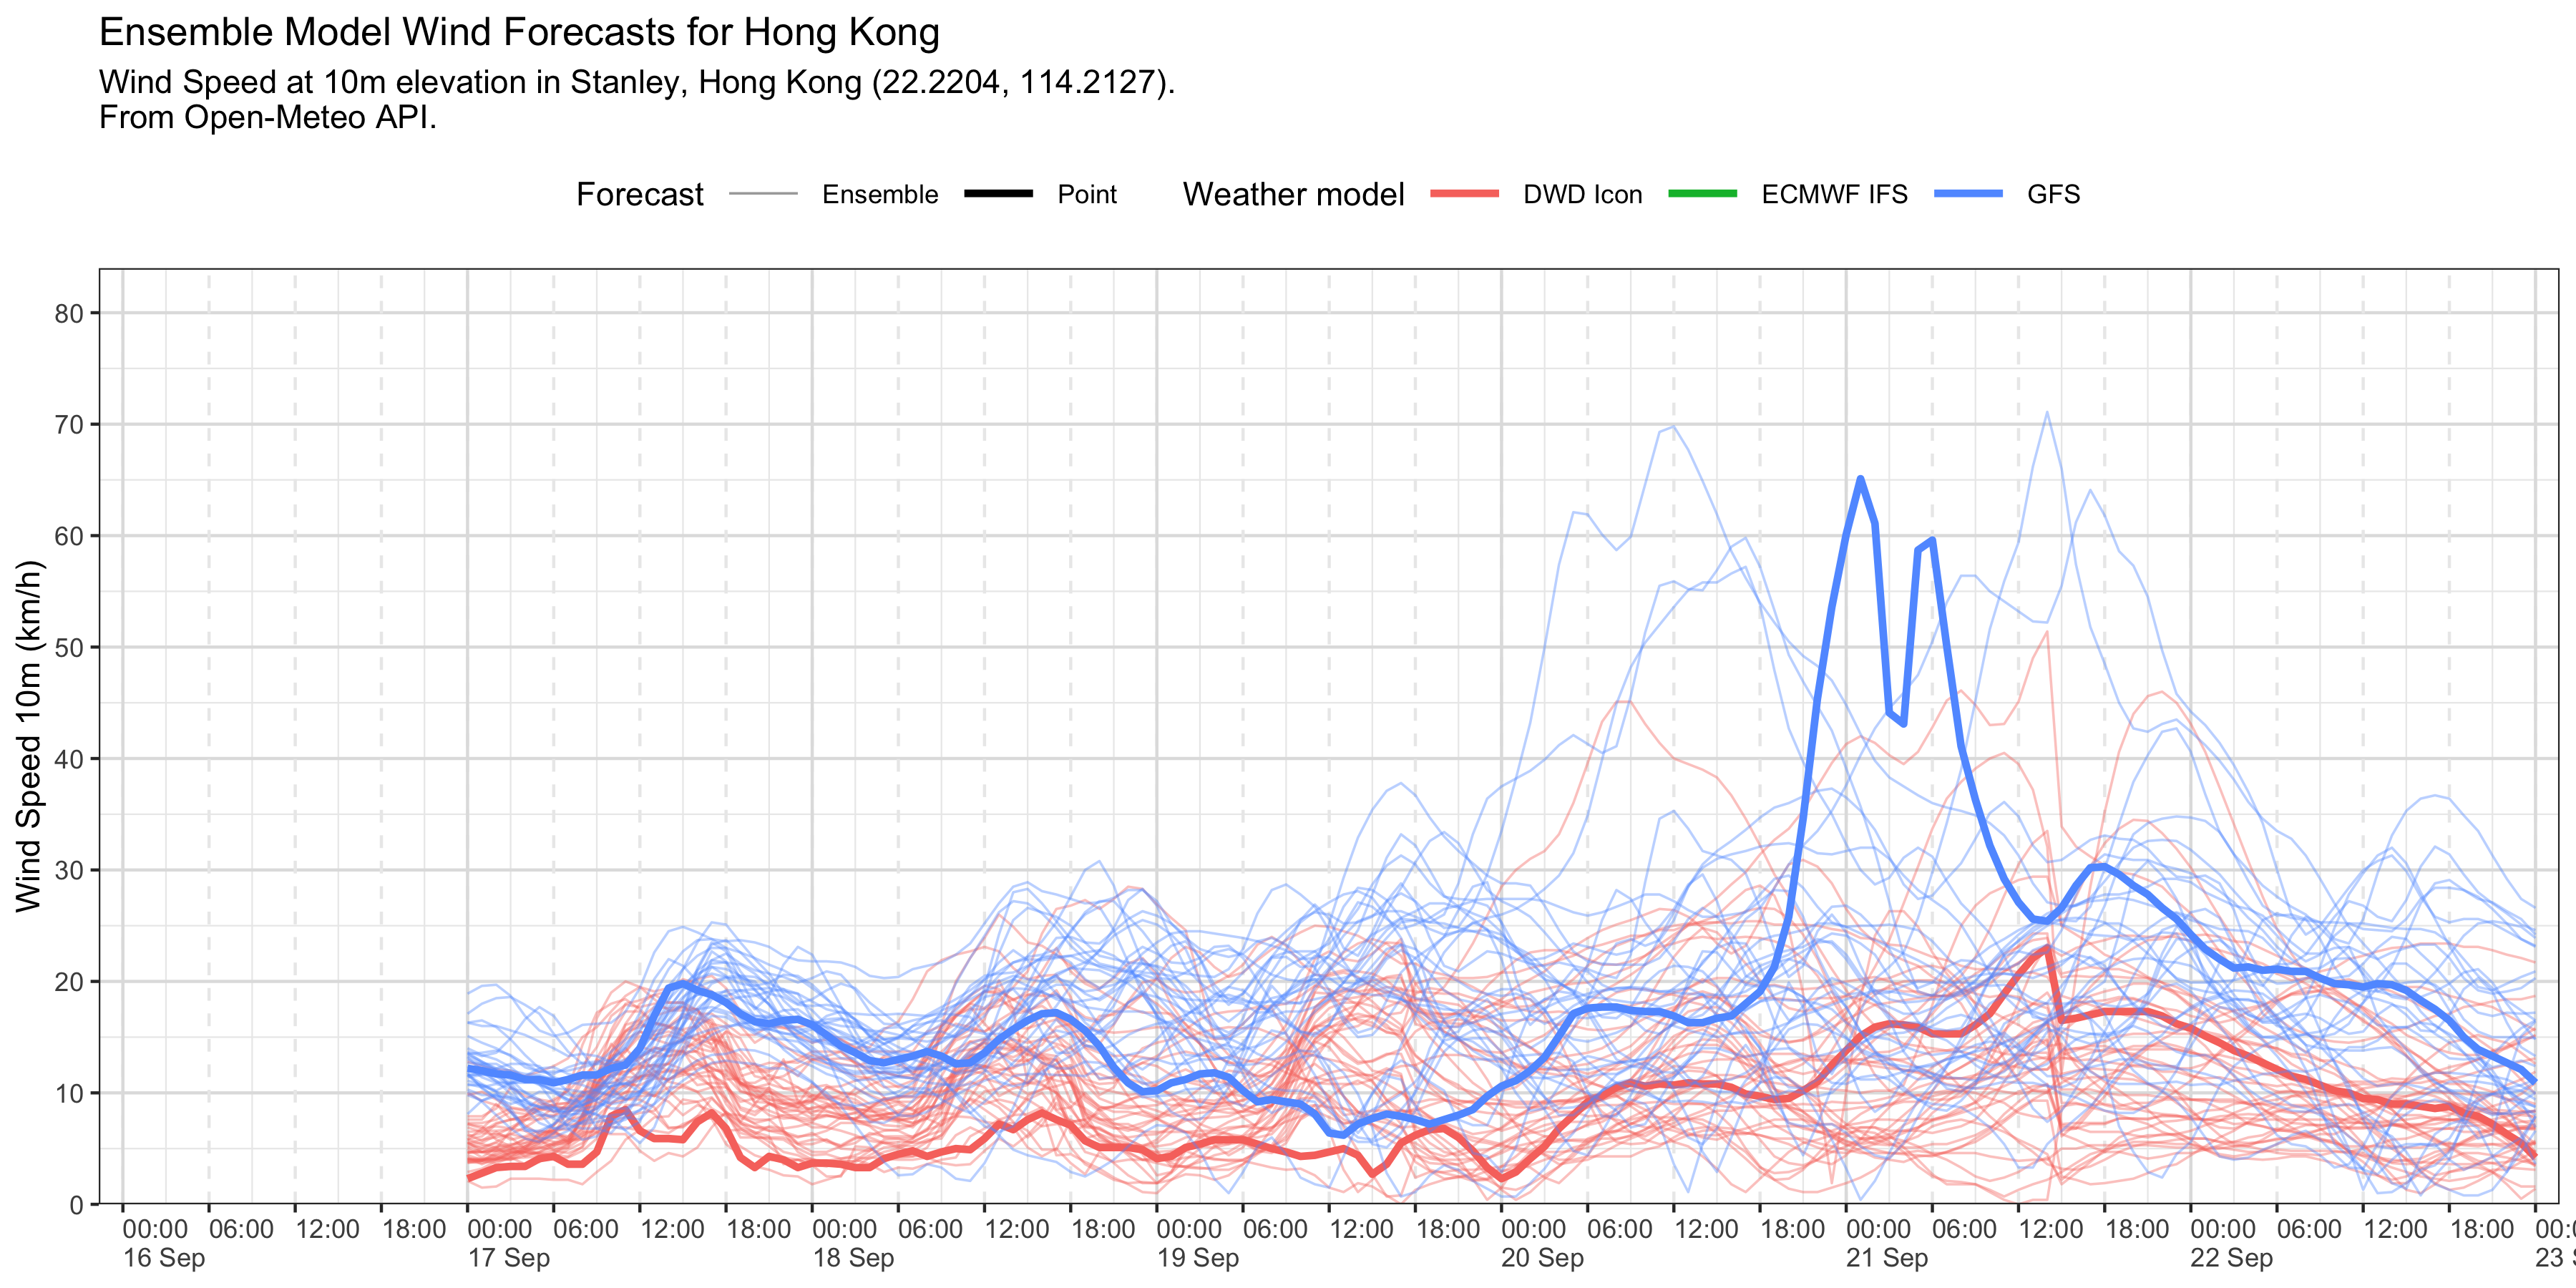 Ensemble Model Wind Forecasts for Hong Kong
Wind Speed at 10m elevation in Stanley, Hong Kong (22.2204, 114.2127).
From Open-Meteo API.
Forecast Ensemble Point Weather model DWD Icon ECMWF IFS GFS
Wind Speed 10m (km/h)
80
70
60
50
40
30
20
10
0
00:00 06:00 12:00 18:00 00:00 06:00 12:00 18:00 00:00 06:00 12:00 18:00 00:00 06:00 12:00 18:00 00:00 06:00 12:00 18:00 00:00 06:00 12:00 18:00 00:00 06:00 12:00 18:00 00:0
16 Sep 17 Sep 18 Sep 19 Sep 20 Sep 21 Sep 22 Sep 23 S